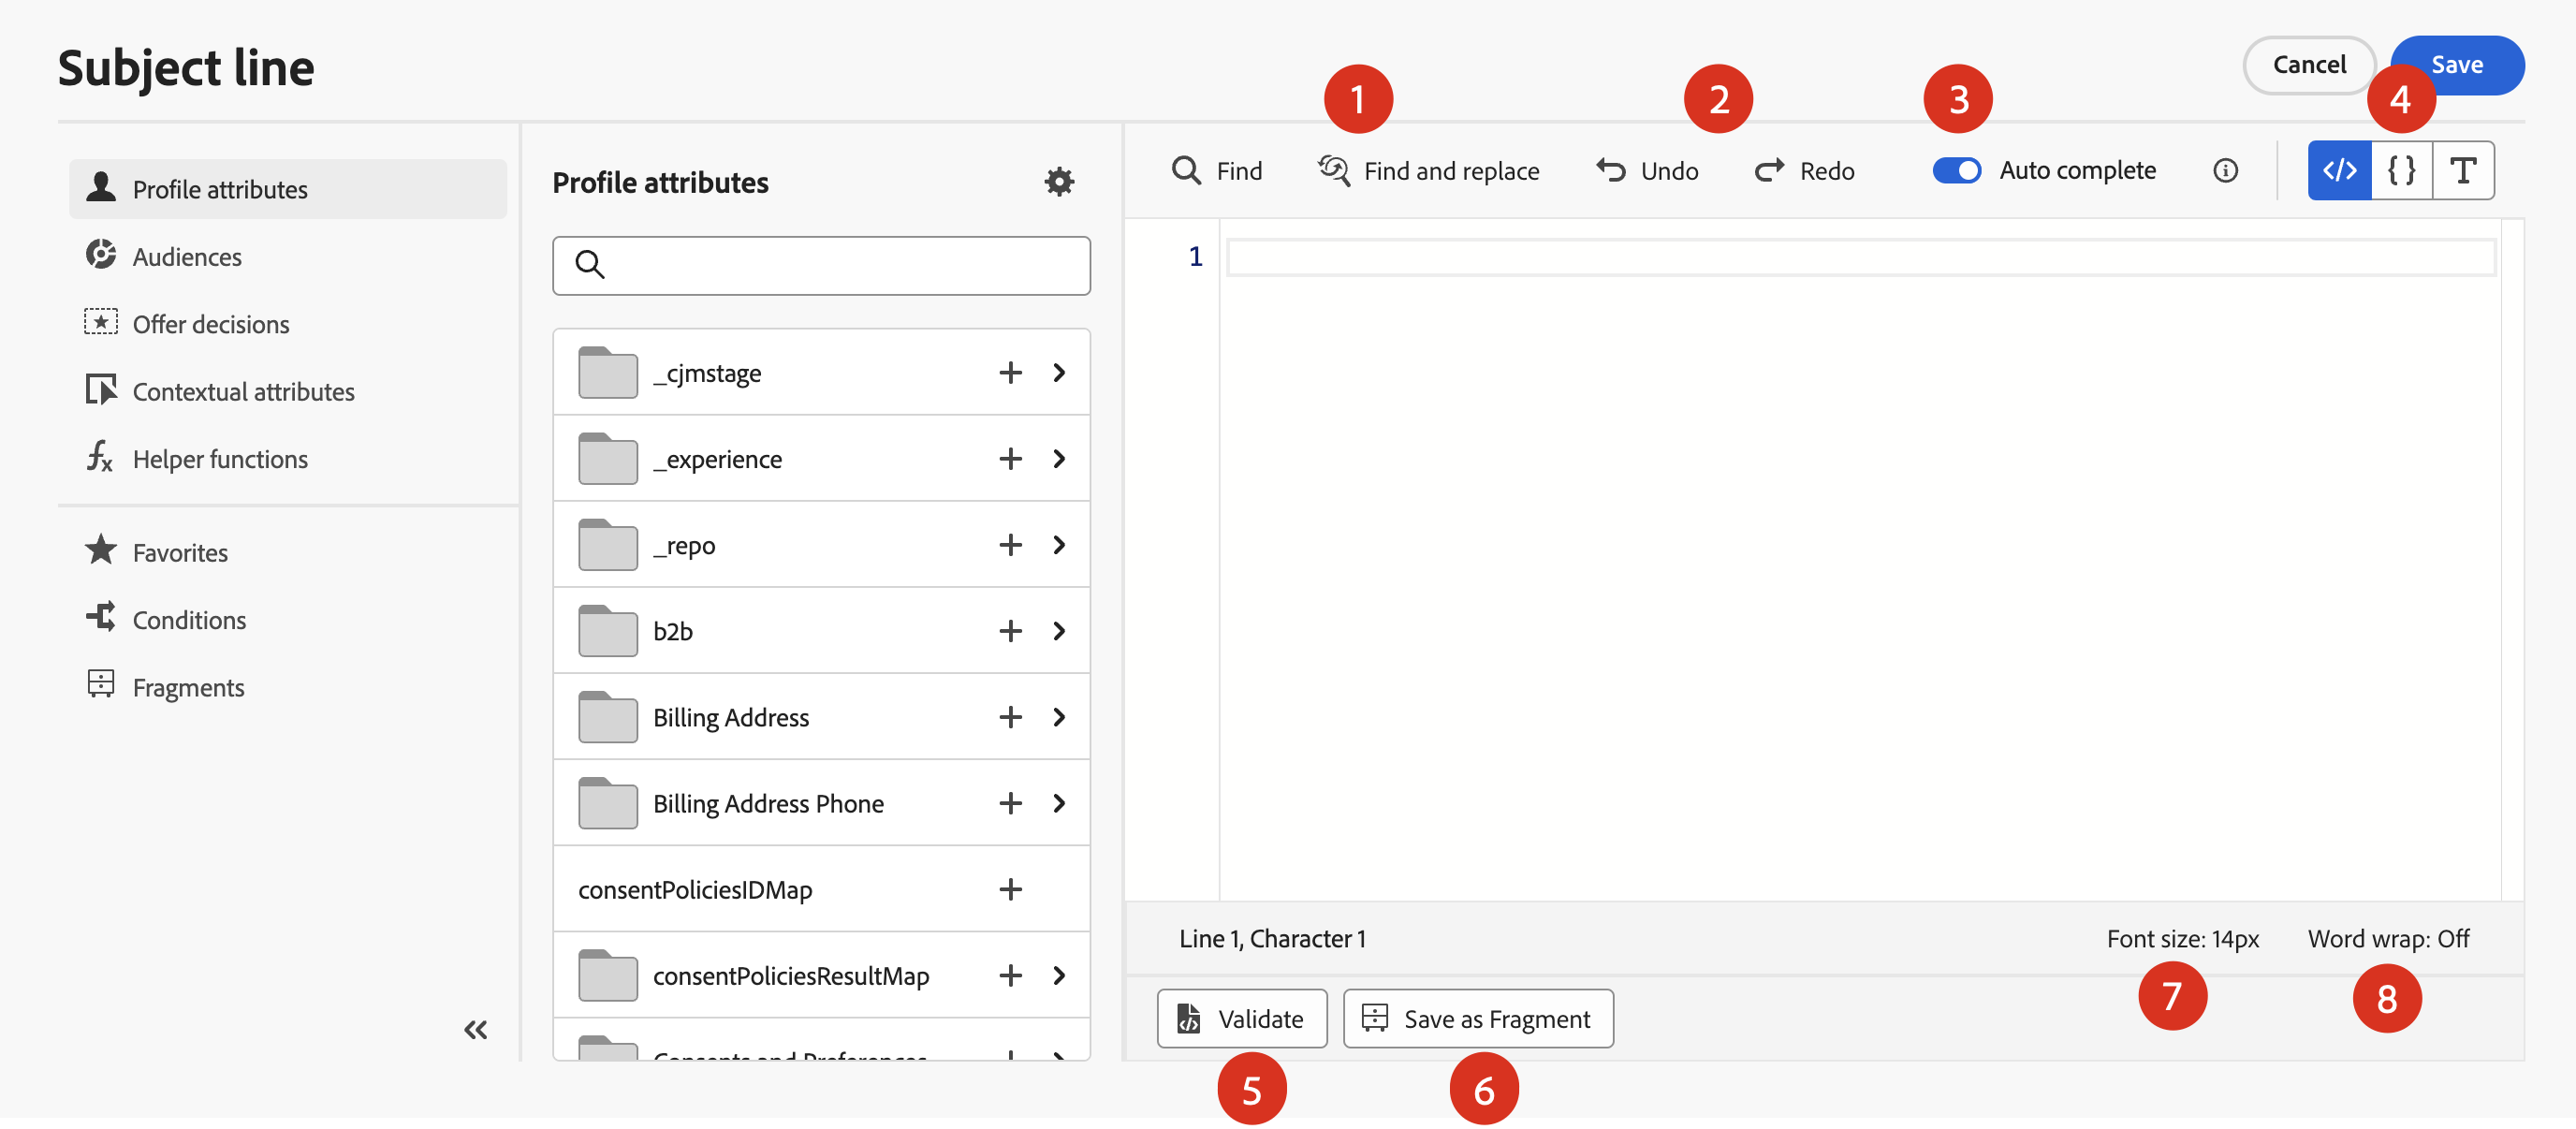 Subject line
Cancel
Save
1
2
3
4
Profile attributes
Audiences
Offer decisions
Contextual attributes
Helper functions
Favorites
Conditions
Fragments
Profile attributes
_cjmstage
_experience
_repo
b2b
Billing Address
Billing Address Phone
consentPoliciesIDMap
consentPoliciesResultMap
Consents and Preferences
Find
Find and replace
Undo
Redo
Auto complete
1
Line 1, Character 1
Font size: 14px
Word wrap: Off
7
8
Validate
Save as Fragment
5
6